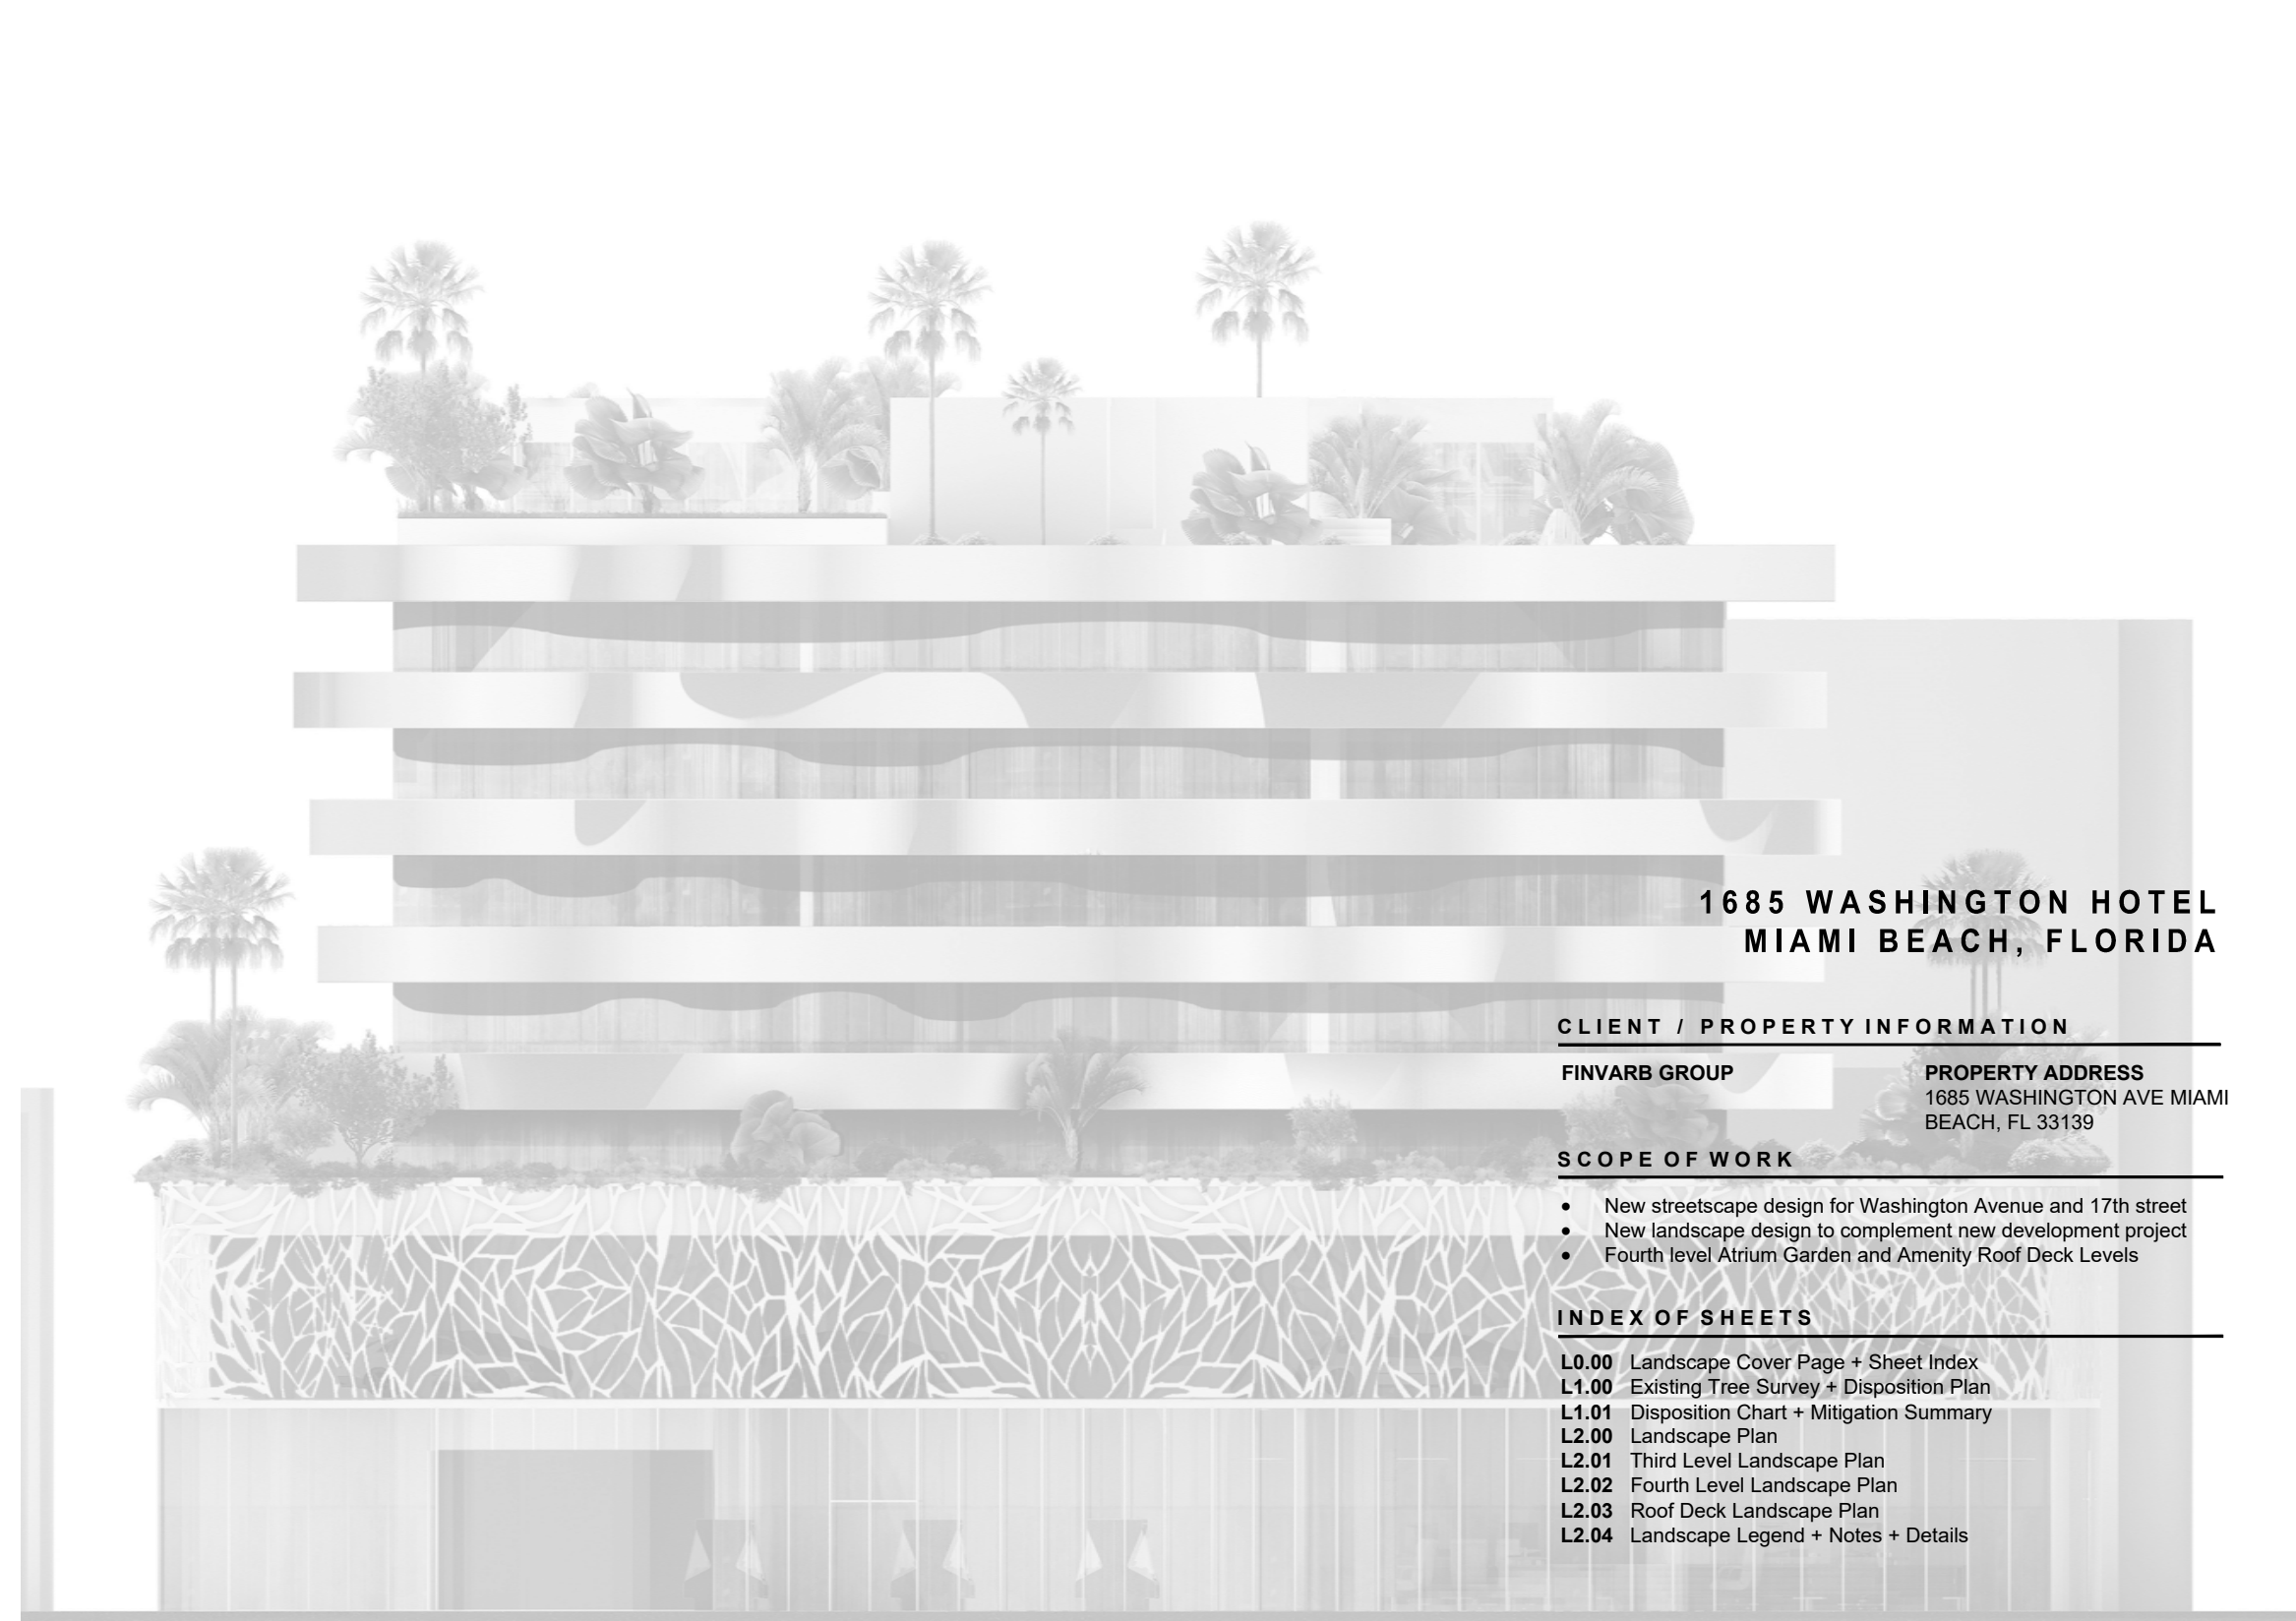 1685 WASHINGTON HOTEL
MIAMI BEACH, FLORIDA
CLIENT / PROPERTY INFORMATION
FINVARB GROUP
PROPERTY ADDRESS
1685 WASHINGTON AVE MIAMI
BEACH, FL 33139
SCOPE OF WORK
• New streetscape design for Washington Avenue and 17th street
• New landscape design to complement new development project
• Fourth level Atrium Garden and Amenity Roof Deck Levels
INDEX OF SHEETS
L0.00 Landscape Cover Page + Sheet Index
L1.00 Existing Tree Survey + Disposition Plan
L1.01 Disposition Chart + Mitigation Summary
L2.00 Landscape Plan
L2.01 Third Level Landscape Plan
L2.02 Fourth Level Landscape Plan
L2.03 Roof Deck Landscape Plan
L2.04 Landscape Legend + Notes + Details